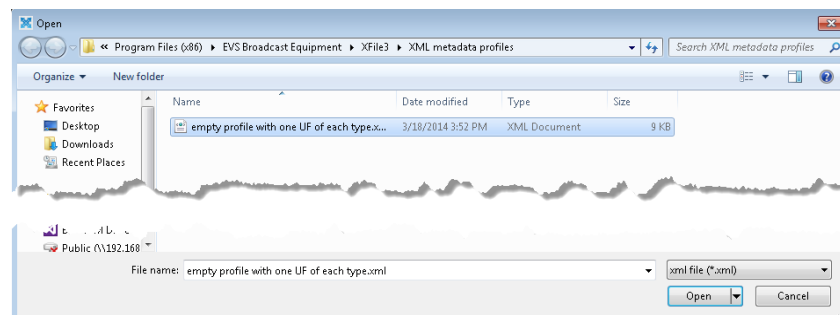 Open
« Program Files (x86) ▸ EVS Broadcast Equipment ▸ XFile3 ▸ XML metadata profiles
Search XML metadata profiles
Organize New folder
Name Date modified Type Size
Favorites
empty profile with one UF of each type.x... 3/18/2014 3:52 PM XML Document 9 KB
Desktop
Downloads
Recent Places
Public (\\192.168
File name: empty profile with one UF of each type.xml xml file (*.xml)
Open Cancel